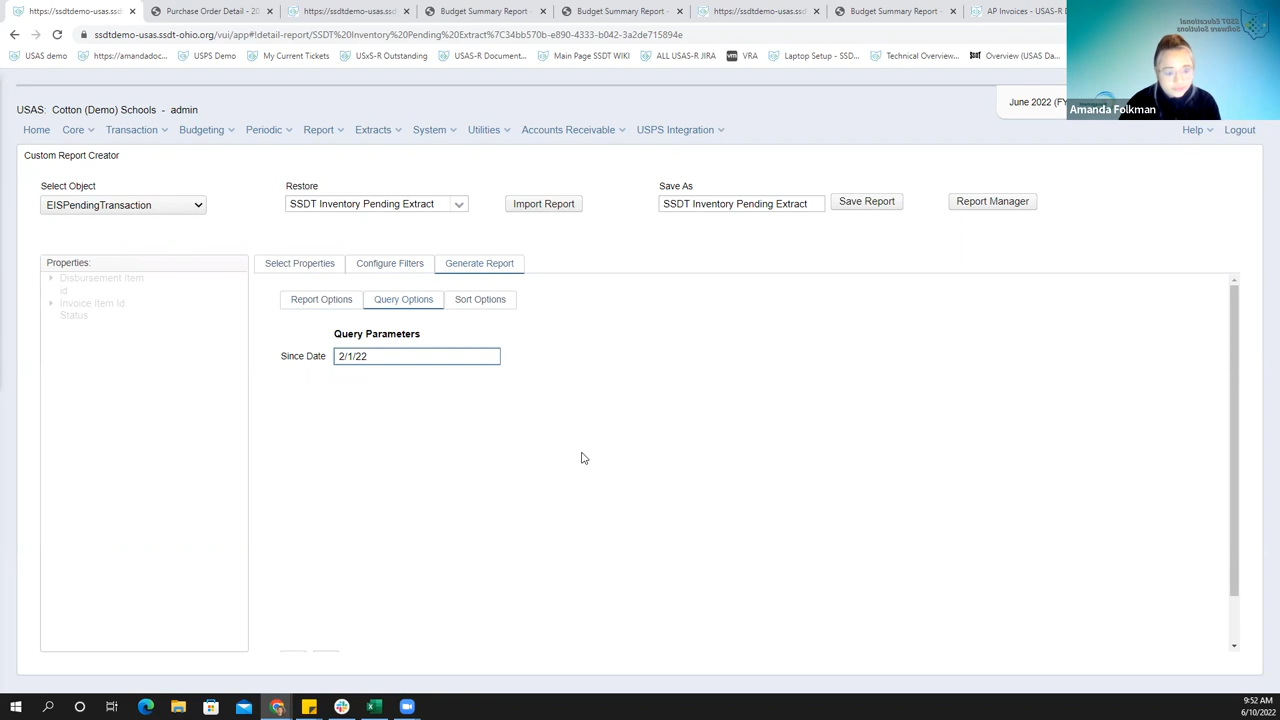 https://ssdtdemo-usas.ssd
Purchase Order Detail - 20
https://ssdtdemo-usas.ssd
Budget Summary Report -
Budget Summary Report -
https://ssdtdemo-usas.ssd
Budget Summary Report -
AP Invoices - USAS-R D
ssdtdemo-usas.ssdt-ohio.org/vui/app#detail-report/SSDT%20Inventory%20Pending%20Extract%7C34b9570b-e890-4333-b042-3a2de715894e
USAS demo
https://amandadoc...
USPS Demo
My Current Tickets
USxS-R Outstanding
USAS-R Document...
Main Page SSDT WIKI
ALL USAS-R JIRA
VRA
Laptop Setup - SSD...
Technical Overview...
Overview (USAS Da...
SSDT Educational
Software Solutions
Amanda Folkman
USAS: Cotton (Demo) Schools - admin
June 2022 (FY
Home
Core
Transaction
Budgeting
Periodic
Report
Extracts
System
Utilities
Accounts Receivable
USPS Integration
Help
Logout
Custom Report Creator
Select Object
Restore
Save As
EISPendingTransaction
SSDT Inventory Pending Extract
Import Report
SSDT Inventory Pending Extract
Save Report
Report Manager
Properties:
Disbursement Item
id
Invoice Item Id
Status
Select Properties
Configure Filters
Generate Report
Report Options
Query Options
Sort Options
Query Parameters
Since Date
2/1/22
9:52 AM
6/10/2022